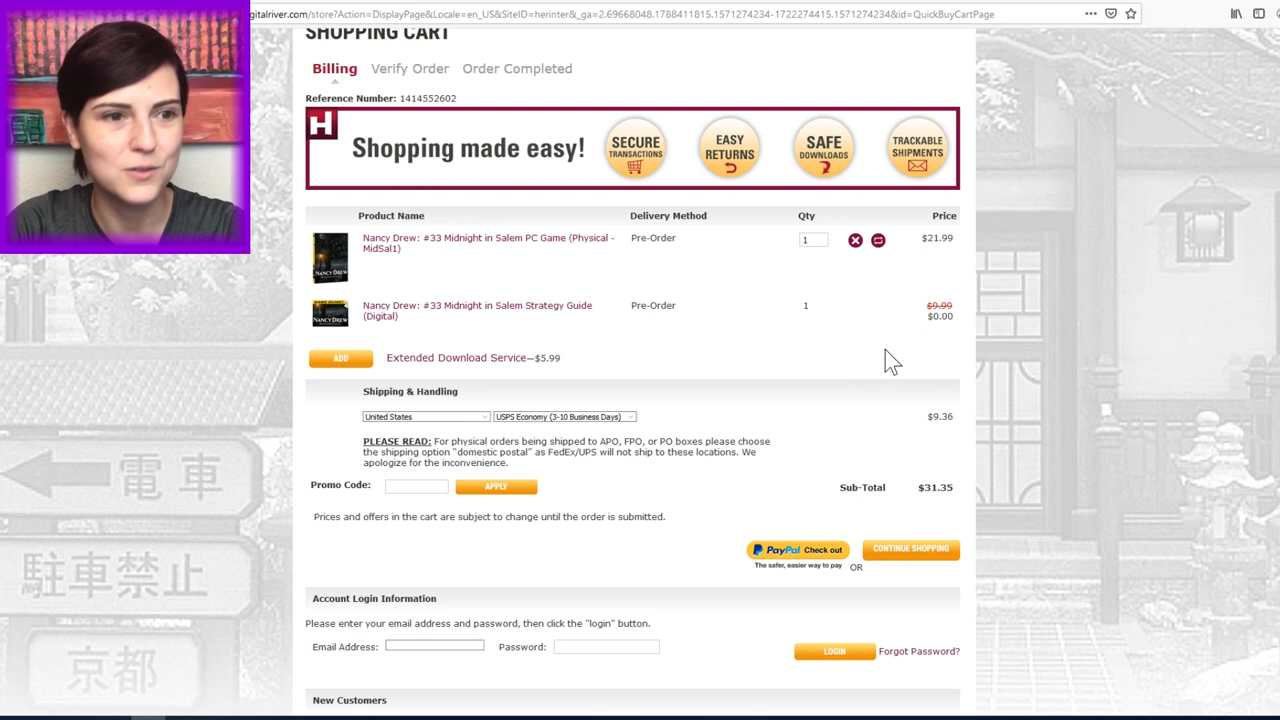 gitalriver.com/store?Action=DisplayPage&Locale=en_US&SiteID=herinter&_ga=2.69668048.1788411815.1571274234-1722274415.1571274234&id=QuickBuyCartPage
SHOPPING CART
Billing Verify Order Order Completed
Reference Number: 1414552602
H
Shopping made easy!
SECURE TRANSACTIONS
EASY RETURNS
SAFE DOWNLOADS
TRACKABLE SHIPMENTS
Product Name Delivery Method Qty Price
Nancy Drew: #33 Midnight in Salem PC Game (Physical - Pre-Order 1 $21.99
MidSal1)
NANCY DREW
Nancy Drew: #33 Midnight in Salem Strategy Guide Pre-Order 1 $9.99
(Digital) $0.00
NANCY DREW
ADD Extended Download Service—$5.99
Shipping & Handling
United States USPS Economy (3-10 Business Days) $9.36
PLEASE READ: For physical orders being shipped to APO, FPO, or PO boxes please choose
the shipping option "domestic postal" as FedEx/UPS will not ship to these locations. We
apologize for the inconvenience.
Promo Code: APPLY Sub-Total $31.35
Prices and offers in the cart are subject to change until the order is submitted.
PayPal Check out CONTINUE SHOPPING
The safer, easier way to pay OR
Account Login Information
Please enter your email address and password, then click the "login" button.
Email Address: Password: LOGIN Forgot Password?
New Customers
電車
駐車禁止
京都